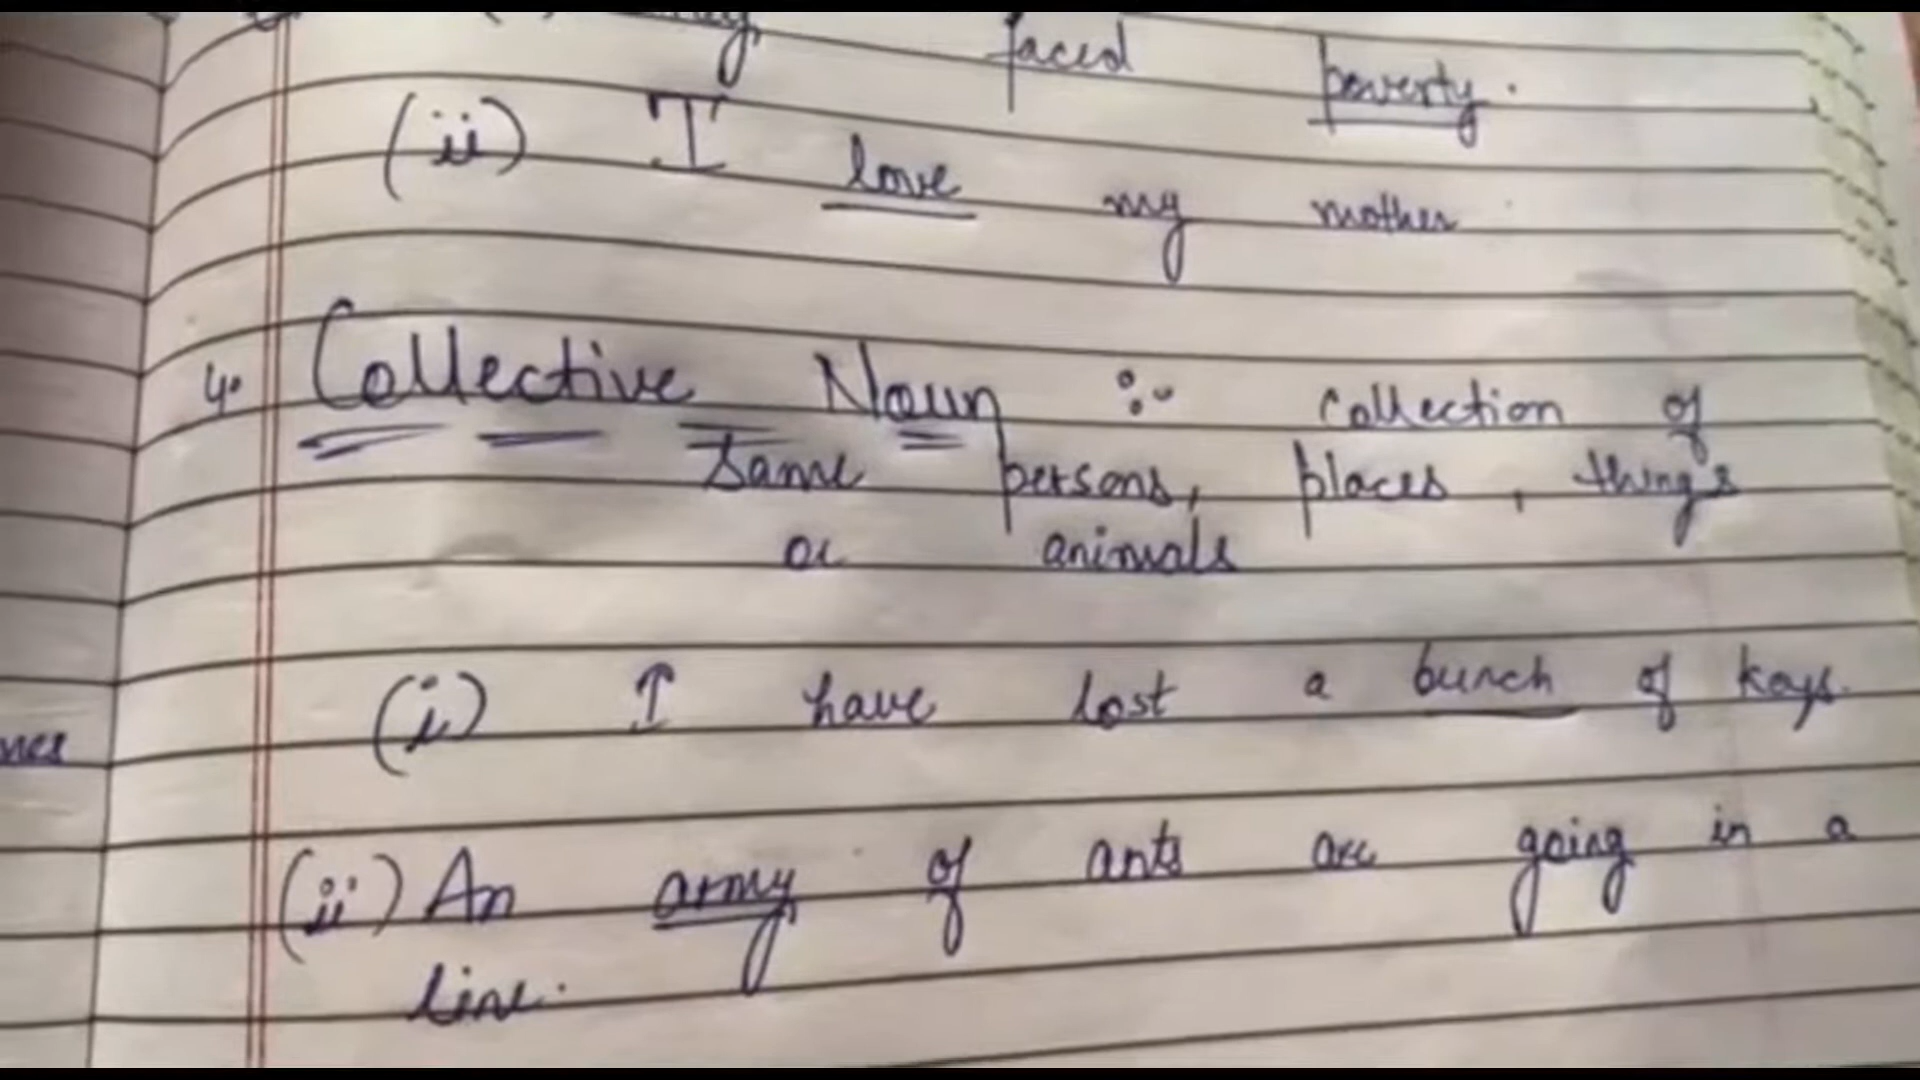 faced poverty.
(ii) I love my mother
4. Collective Noun :- Collection of
same persons, places, thing's
or animals
(i) I have lost a bunch of keys.
(ii) An army of ants are going in a
line.